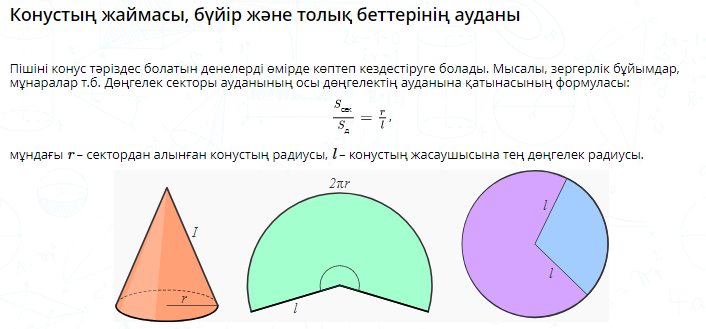 Конустың жаймасы, бүйір және толық беттерінің ауданы
Пішіні конус тәріздес болатын денелерді өмірде көптеп кездестіруге болады. Мысалы, зергерлік бұйымдар,
мұнаралар т.б. Дөңгелек секторы ауданының осы дөңгелектің ауданына қатынасының формуласы:
Sсек / Sд = r / l,
мұндағы r – сектордан алынған конустың радиусы, l – конустың жасаушысына тең дөңгелек радиусы.
2πr
l
l
r
l
l